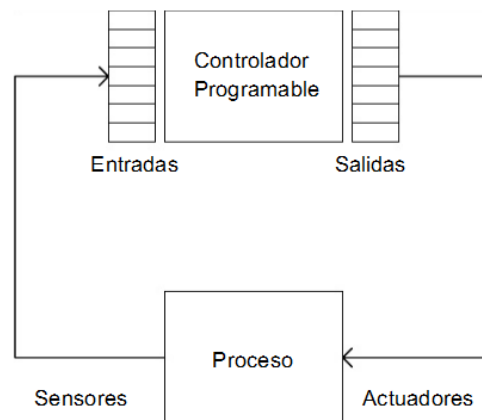 Controlador
Programable
Entradas
Salidas
Proceso
Sensores
Actuadores